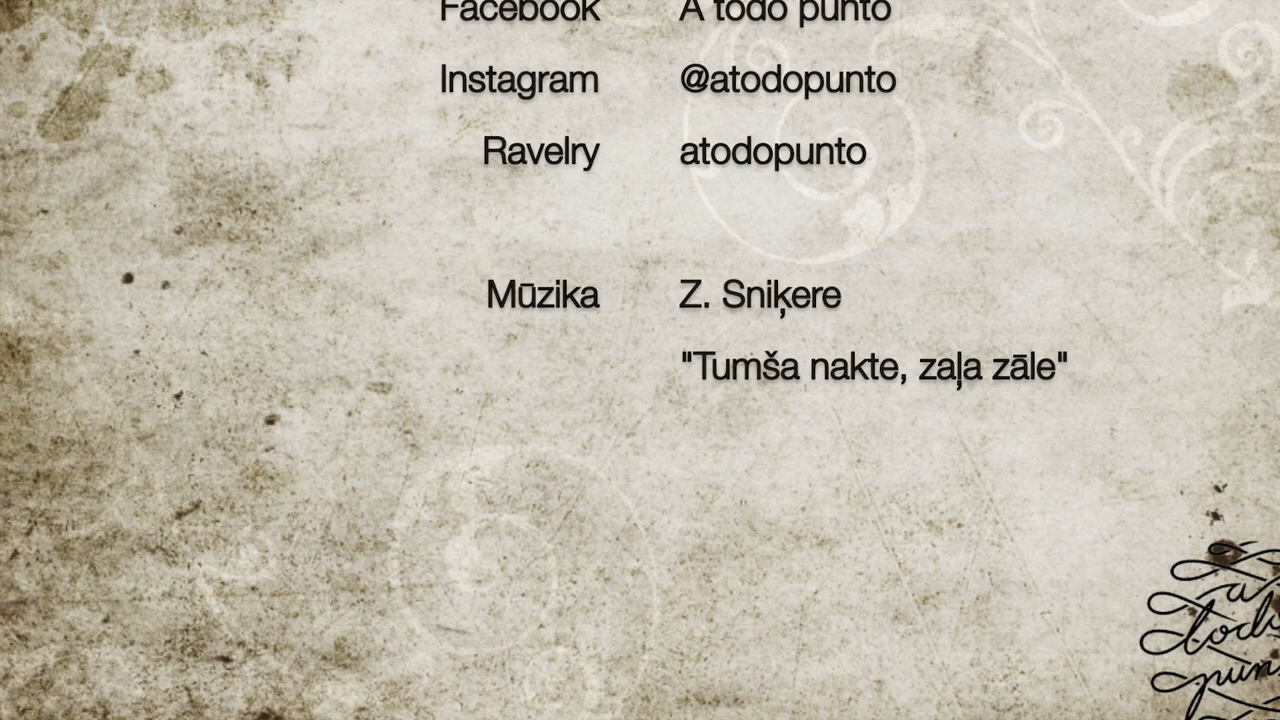 Facebook A todo punto
Instagram @atodopunto
Ravelry atodopunto
Mūzika Z. Sniķere
"Tumša nakte, zaļa zāle"
a